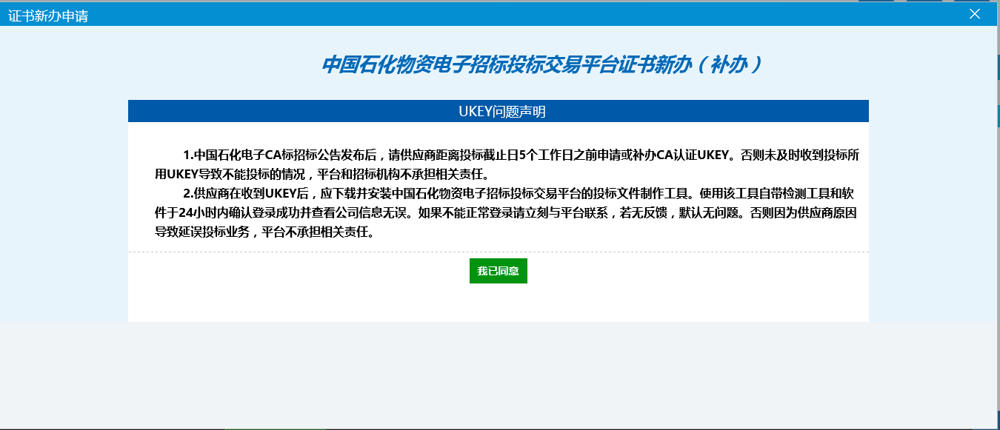 证书新办申请
中国石化物资电子招标投标交易平台证书新办（补办）
UKEY问题声明
1.中国石化电子CA标招标公告发布后，请供应商距离投标截止日5个工作日之前申请或补办CA认证UKEY。否则未及时收到投标所
用UKEY导致不能投标的情况，平台和招标机构不承担相关责任。
2.供应商在收到UKEY后，应下载并安装中国石化物资电子招标投标交易平台的投标文件制作工具。使用该工具自带检测工具和软
件于24小时内确认登录成功并查看公司信息无误。如果不能正常登录请立刻与平台联系，若无反馈，默认无问题。否则因为供应商原因
导致延误投标业务，平台不承担相关责任。
我已同意